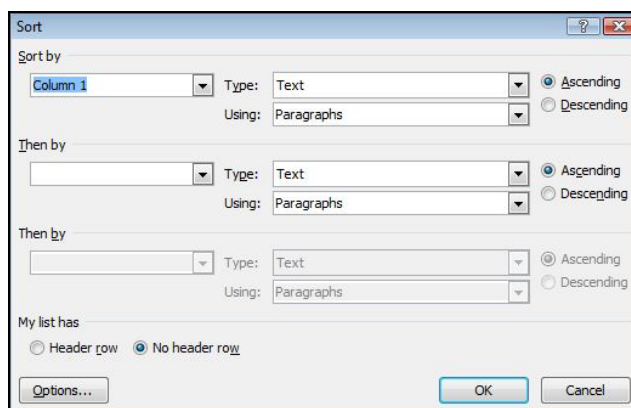 Sort
Sort by
Column 1 Type: Text Ascending
Using: Paragraphs Descending
Then by
Type: Text Ascending
Using: Paragraphs Descending
Then by
Type: Text Ascending
Using: Paragraphs Descending
My list has
Header row No header row
Options... OK Cancel